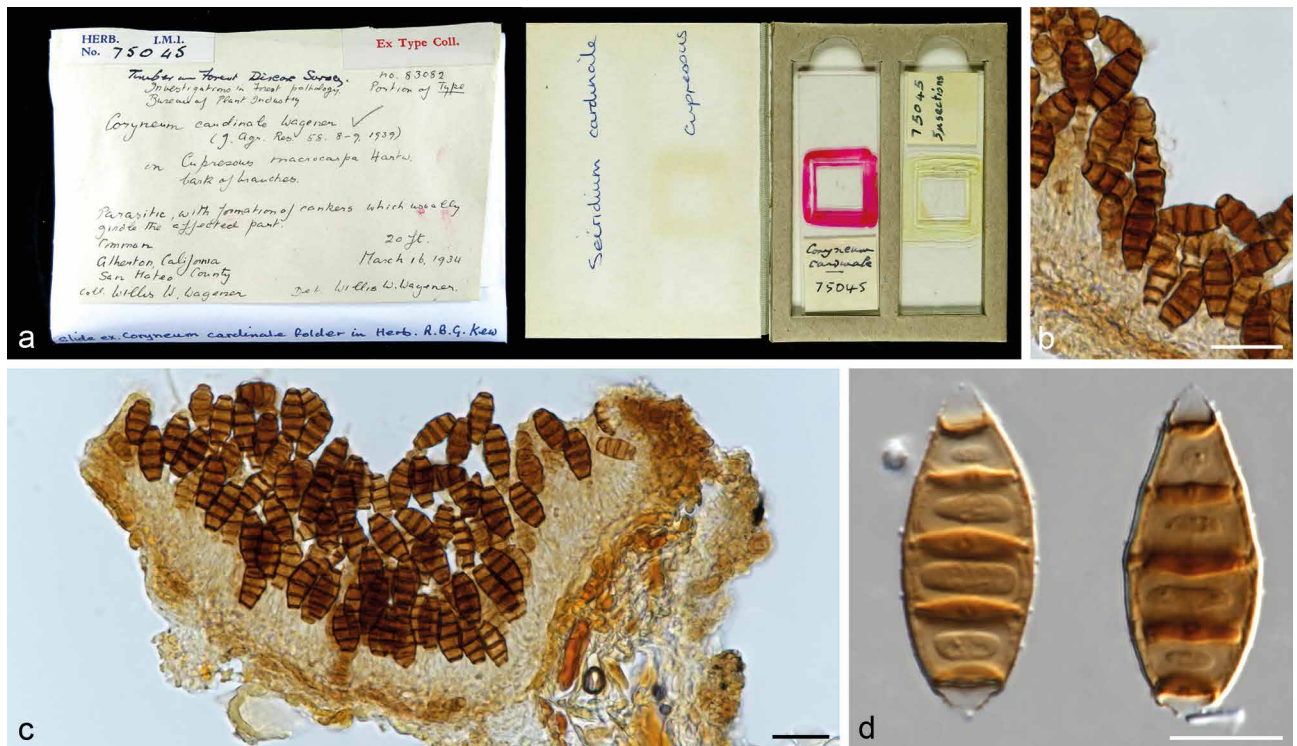 HERB. I.M.I.
No. 75045
Ex Type Coll.
Timber and Forest Disease Survey.
Investigations in Forest pathology
Bureau of Plant Industry
no. 83082
Portion of Type
Coryneum cardinale Wagener ✓
(J. Agr. Res. 58. 8-9. 1939)
on Cupressus macrocarpa Hartw.
bark of branches.
Parasitic, with formation of cankers which usually
girdle the affected part.
Common
20 ft.
Atherton, California
March 16, 1934
San Mateo County
Coll. Willis W. Wagener Det. Willis W. Wagener.
slide ex. Coryneum cardinale folder in Herb. R.B.G. Kew
a
Seiridium cardinale
Cupressus
Coryneum
cardinale
75045
75045
b
c
d